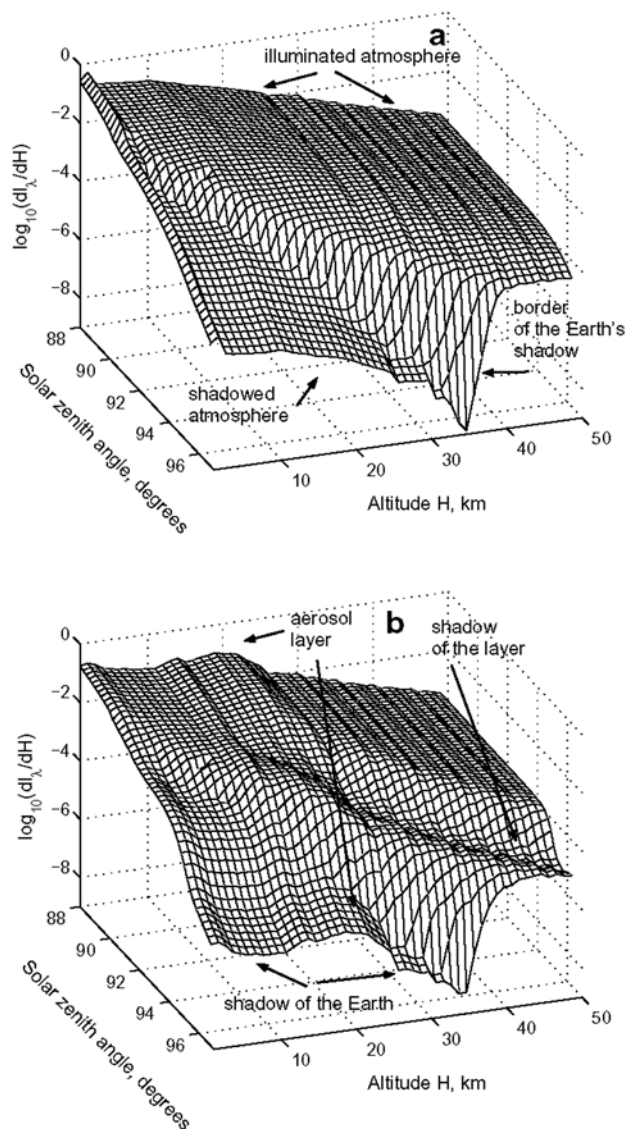 a
illuminated atmosphere
0
−2
−4
−6
−8
log₁₀(dI_λ/dH)
88
90
92
94
96
Solar zenith angle, degrees
shadowed
atmosphere
border
of the Earth's
shadow
10
20
30
40
50
Altitude H, km
b
aerosol
layer
shadow
of the layer
0
−2
−4
−6
−8
log₁₀(dI_λ/dH)
88
90
92
94
96
Solar zenith angle, degrees
shadow of the Earth
10
20
30
40
50
Altitude H, km